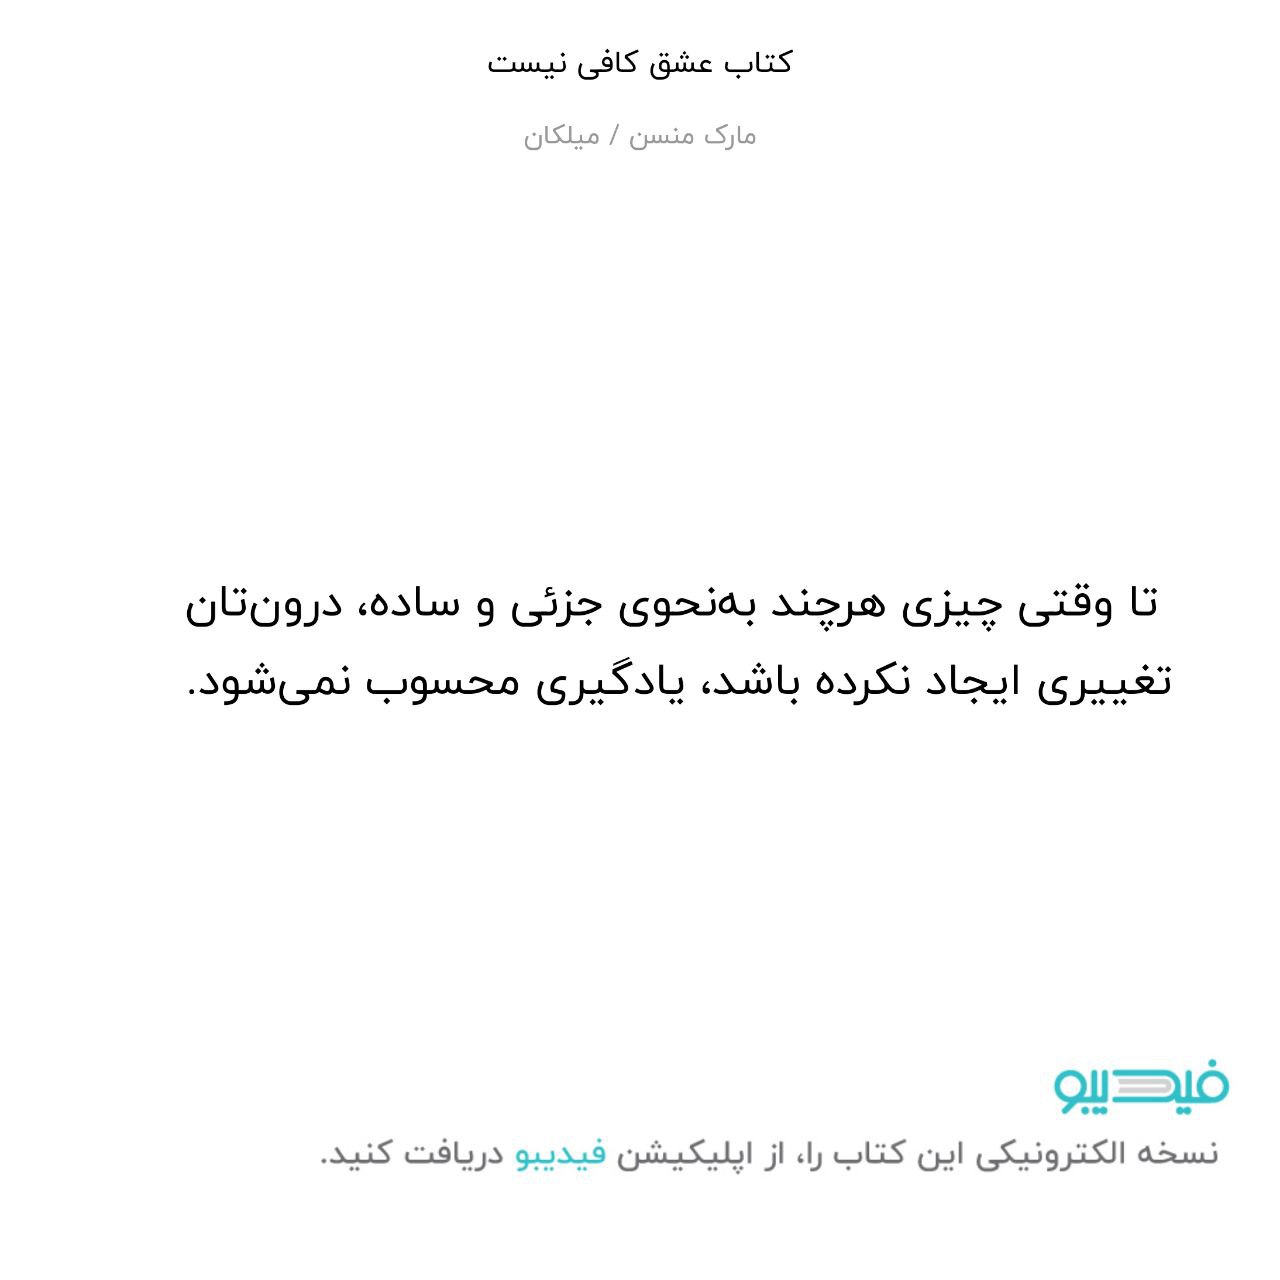 کتاب عشق کافی نیست
مارک منسن / میلکان
تا وقتی چیزی هرچند به‌نحوی جزئی و ساده، درون‌تان
تغییری ایجاد نکرده باشد، یادگیری محسوب نمی‌شود.
فیدیبو
نسخه الکترونیکی این کتاب را، از اپلیکیشن فیدیبو دریافت کنید.